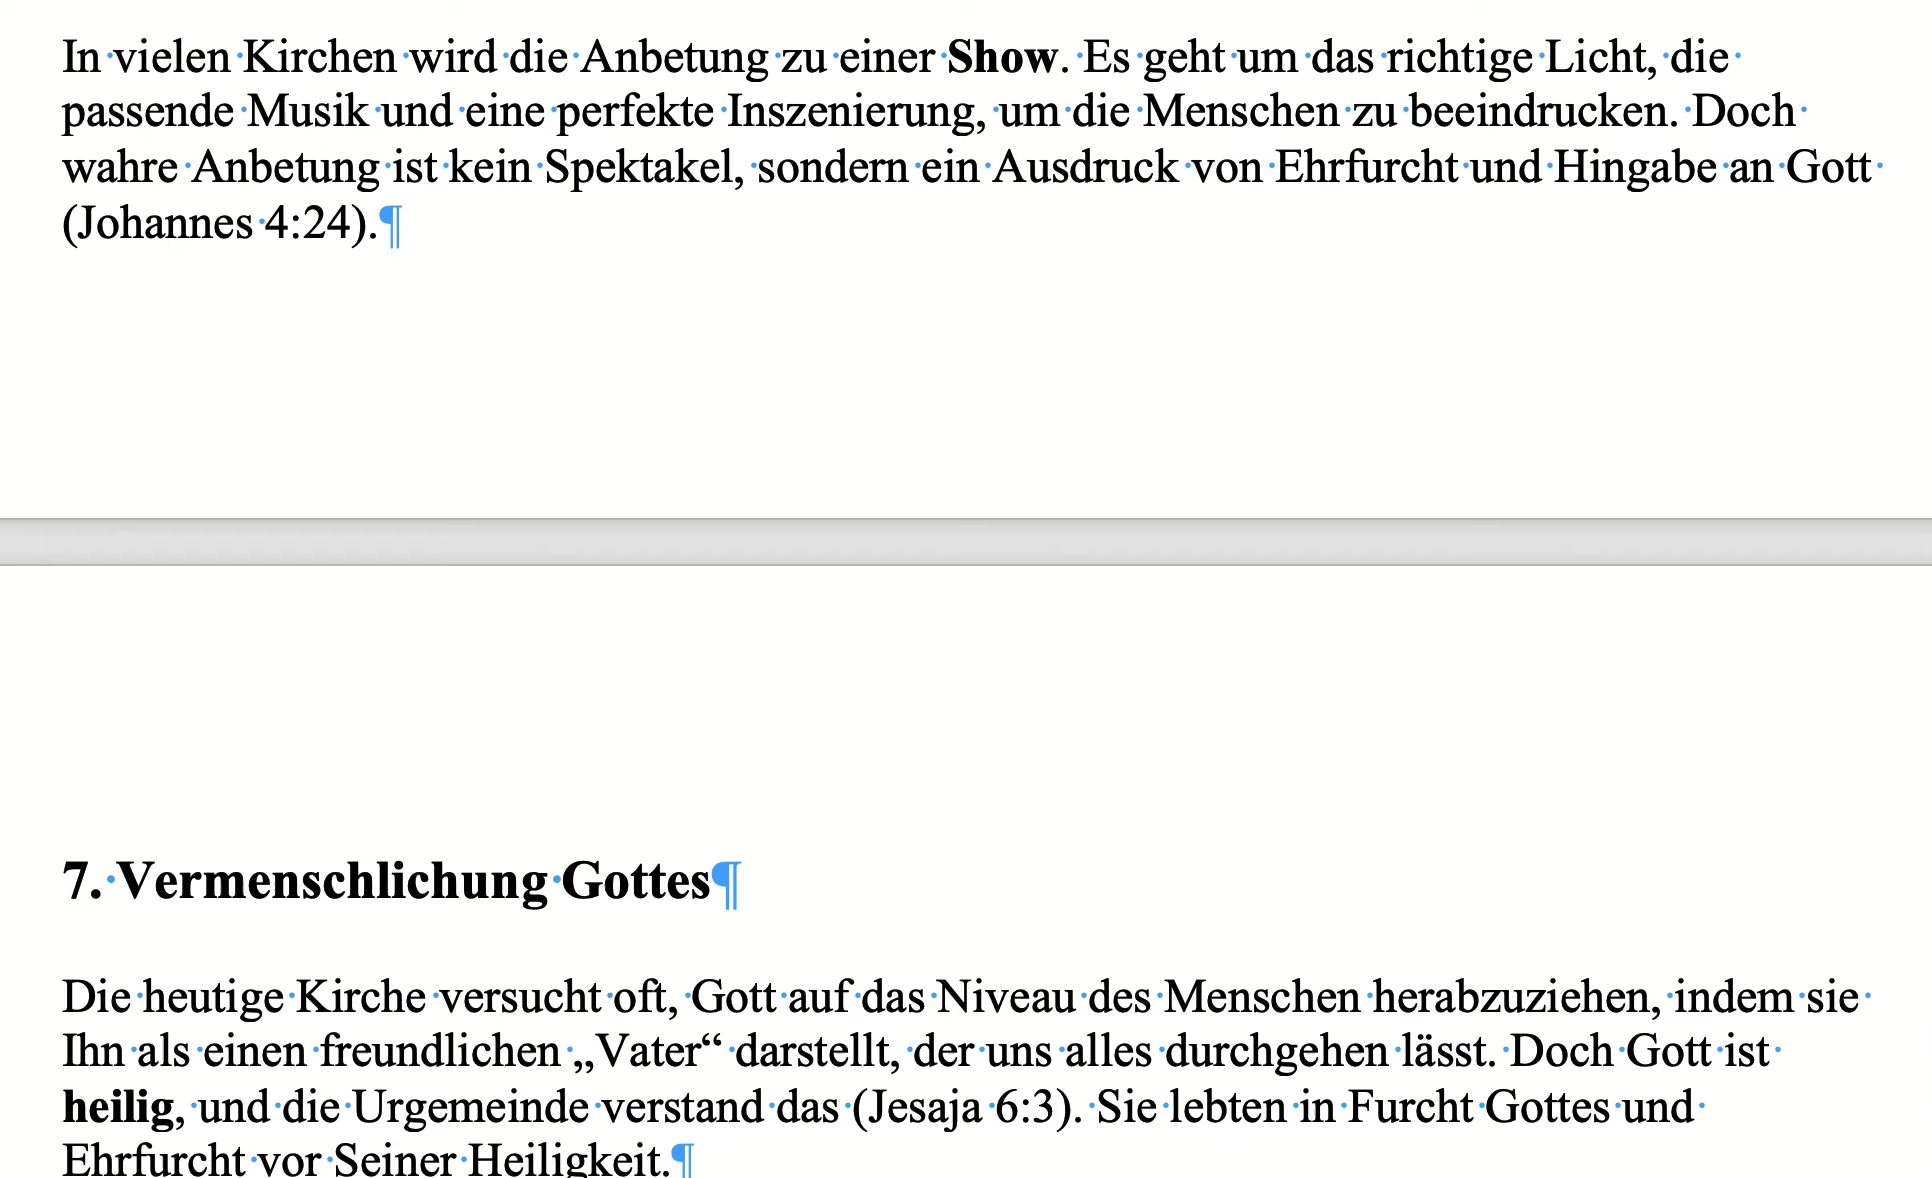 In vielen Kirchen wird die Anbetung zu einer Show. Es geht um das richtige Licht, die
passende Musik und eine perfekte Inszenierung, um die Menschen zu beeindrucken. Doch
wahre Anbetung ist kein Spektakel, sondern ein Ausdruck von Ehrfurcht und Hingabe an Gott
(Johannes 4:24).¶
7. Vermenschlichung Gottes¶
Die heutige Kirche versucht oft, Gott auf das Niveau des Menschen herabzuziehen, indem sie
Ihn als einen freundlichen „Vater“ darstellt, der uns alles durchgehen lässt. Doch Gott ist
heilig, und die Urgemeinde verstand das (Jesaja 6:3). Sie lebten in Furcht Gottes und
Ehrfurcht vor Seiner Heiligkeit.¶